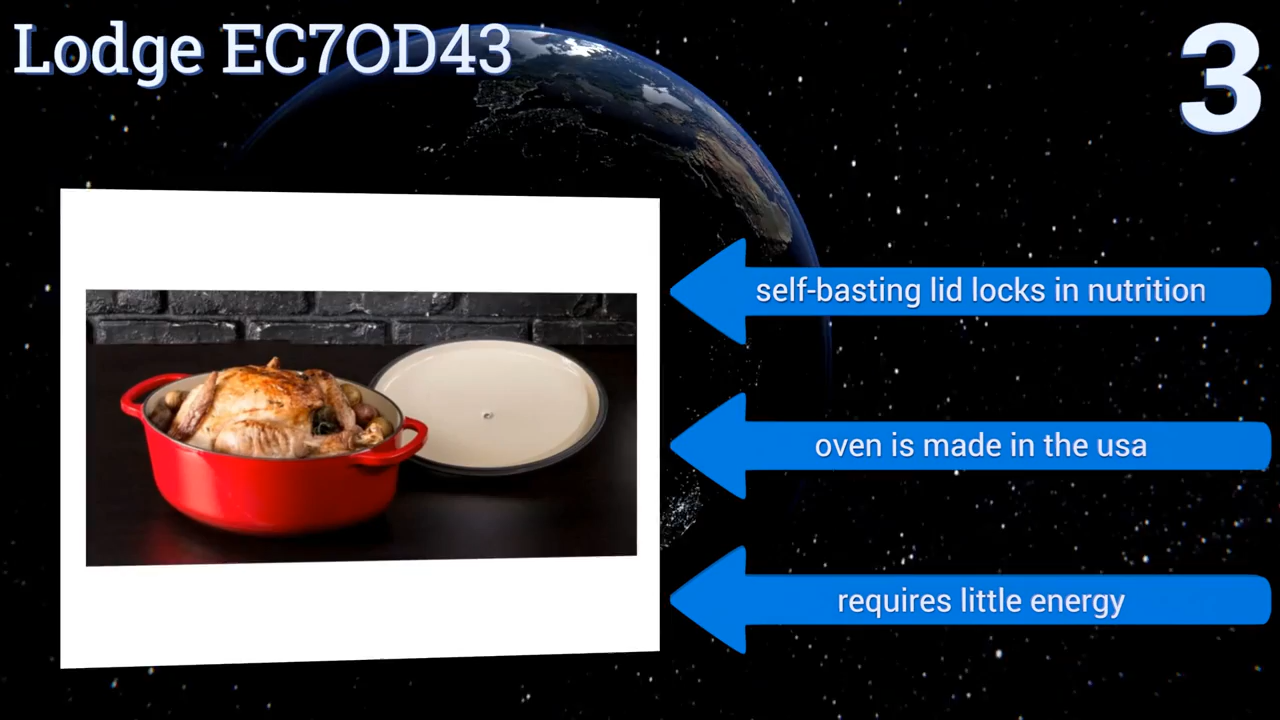 Lodge EC7OD43
3
self-basting lid locks in nutrition
oven is made in the usa
requires little energy